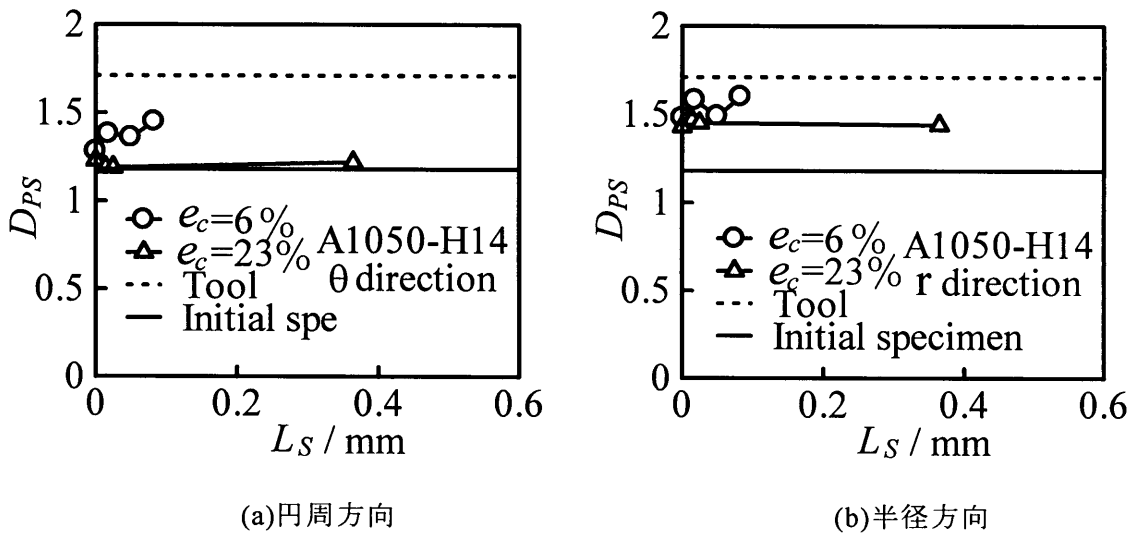 2
1.5
1
0.5
0
D_PS
e_c=6%
e_c=23%
A1050-H14
θ direction
Tool
Initial spe
0 0.2 0.4 0.6
L_S / mm
(a)円周方向
2
1.5
1
0.5
0
D_PS
e_c=6%
e_c=23%
A1050-H14
r direction
Tool
Initial specimen
0 0.2 0.4 0.6
L_S / mm
(b)半径方向